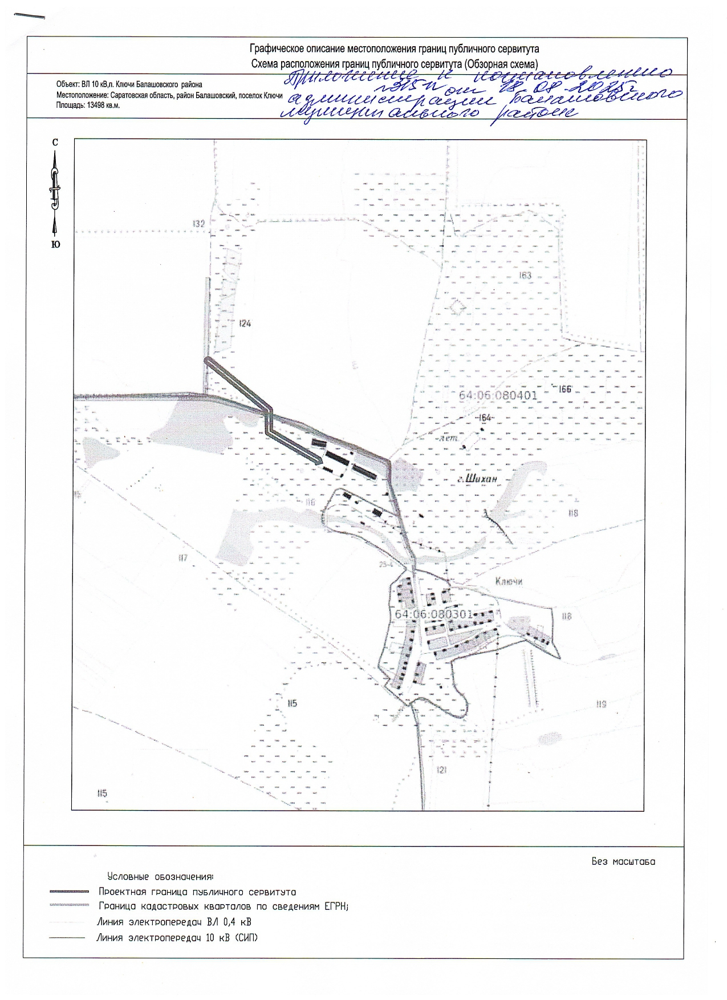 Графическое описание местоположения границ публичного сервитута
Схема расположения границ публичного сервитута (Обзорная схема)
Приложение к постановлению
Объект: ВЛ 10 кВ,п. Ключи Балашовского района
315-п от 18.08.2025г
Местоположение: Саратовская область, район Балашовский, поселок Ключи
администрации Балашовского
Площадь: 13498 кв.м.
муниципального района
С
Ю
132
163
124
166
64:06:080401
164
лет.
г.Шихан
116
118
117
Ключи
64:06:080301
118
115
119
121
115
Без масштаба
Условные обозначения:
Проектная граница публичного сервитута
Граница кадастровых кварталов по сведениям ЕГРН;
Линия электропередач ВЛ 0,4 кВ
Линия электропередач 10 кВ (СИП)